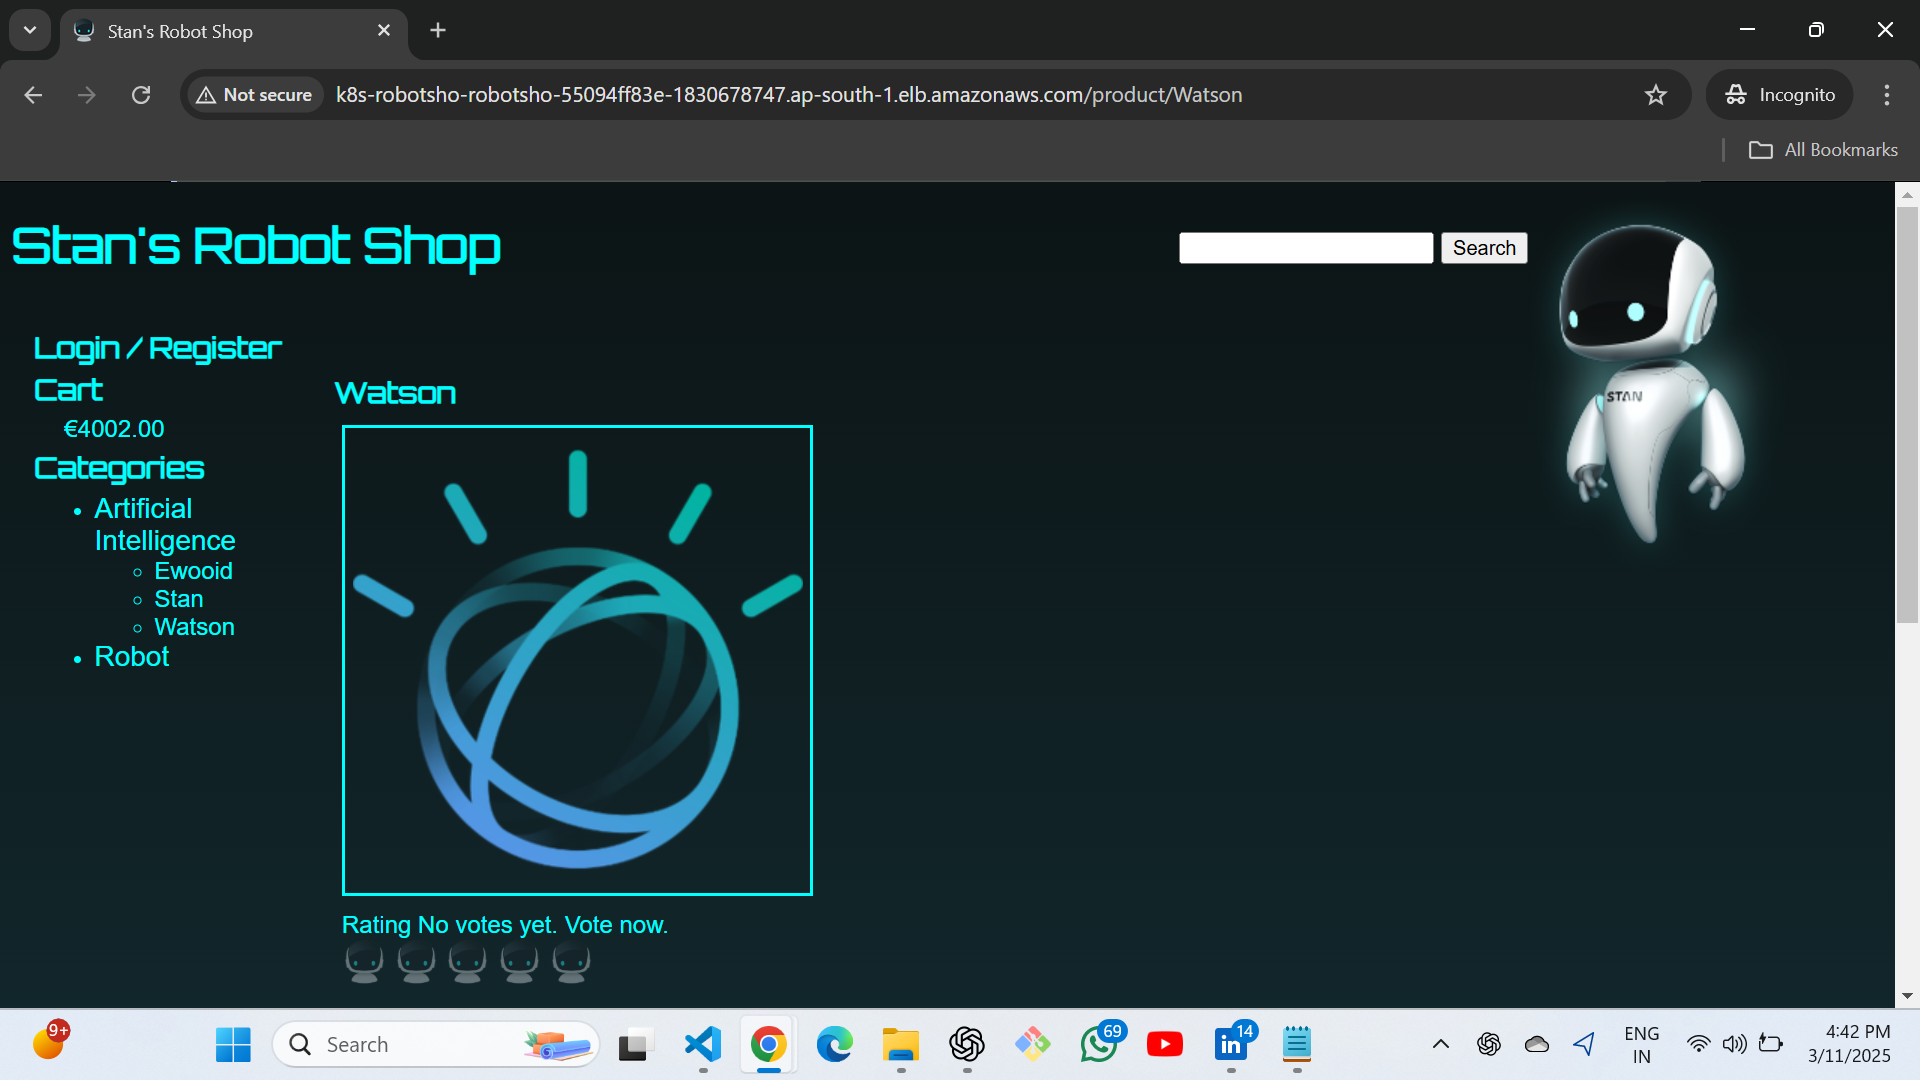 Stan's Robot Shop
Not secure
k8s-robotsho-robotsho-55094ff83e-1830678747.ap-south-1.elb.amazonaws.com/product/Watson
Incognito
All Bookmarks
Stan's Robot Shop
Search
STAN
Login / Register
Cart
€4002.00
Categories
Artificial
Intelligence
Ewooid
Stan
Watson
Robot
Watson
Rating No votes yet. Vote now.
9+
Search
69
14
ENG
IN
4:42 PM
3/11/2025